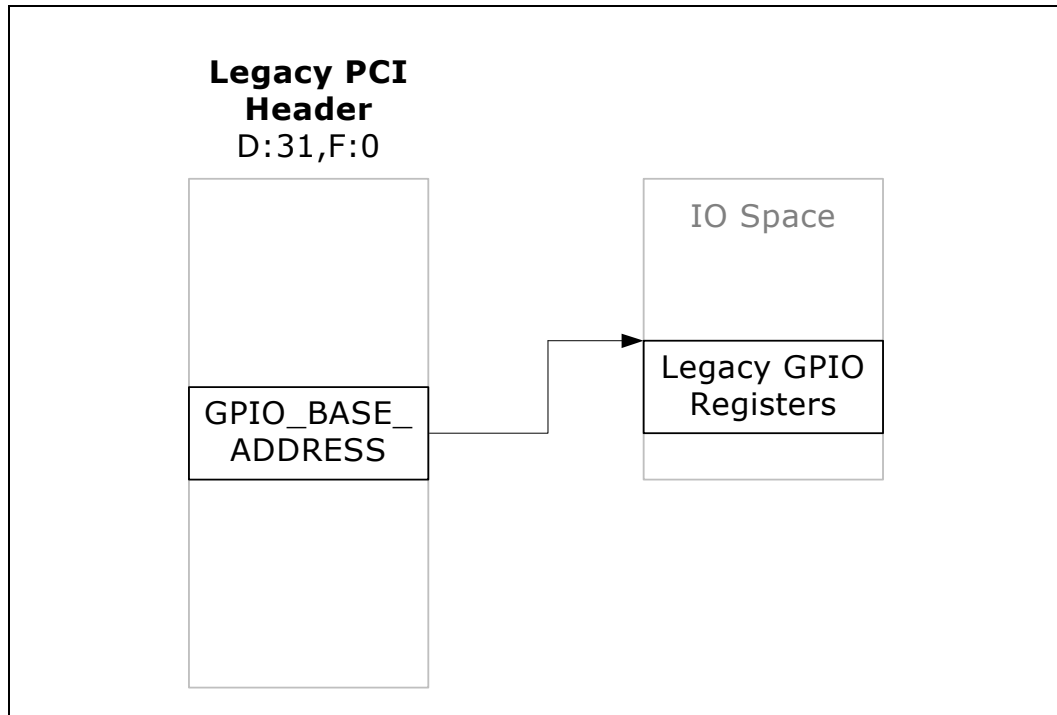 Legacy PCI
Header
D:31,F:0
IO Space
Legacy GPIO
Registers
GPIO_BASE_
ADDRESS